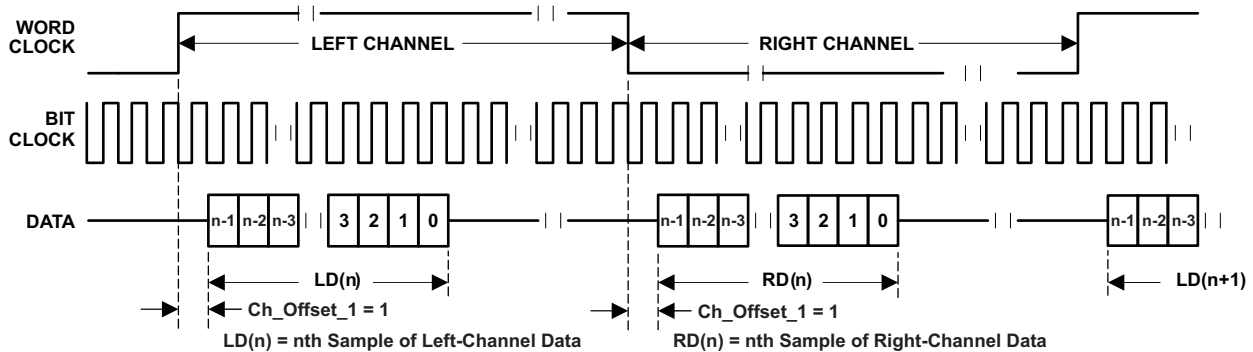 WORD CLOCK
LEFT CHANNEL
RIGHT CHANNEL
BIT CLOCK
DATA
n-1 n-2 n-3 3 2 1 0
n-1 n-2 n-3 3 2 1 0
n-1 n-2 n-3
LD(n)
RD(n)
LD(n+1)
Ch_Offset_1 = 1
Ch_Offset_1 = 1
LD(n) = nth Sample of Left-Channel Data
RD(n) = nth Sample of Right-Channel Data